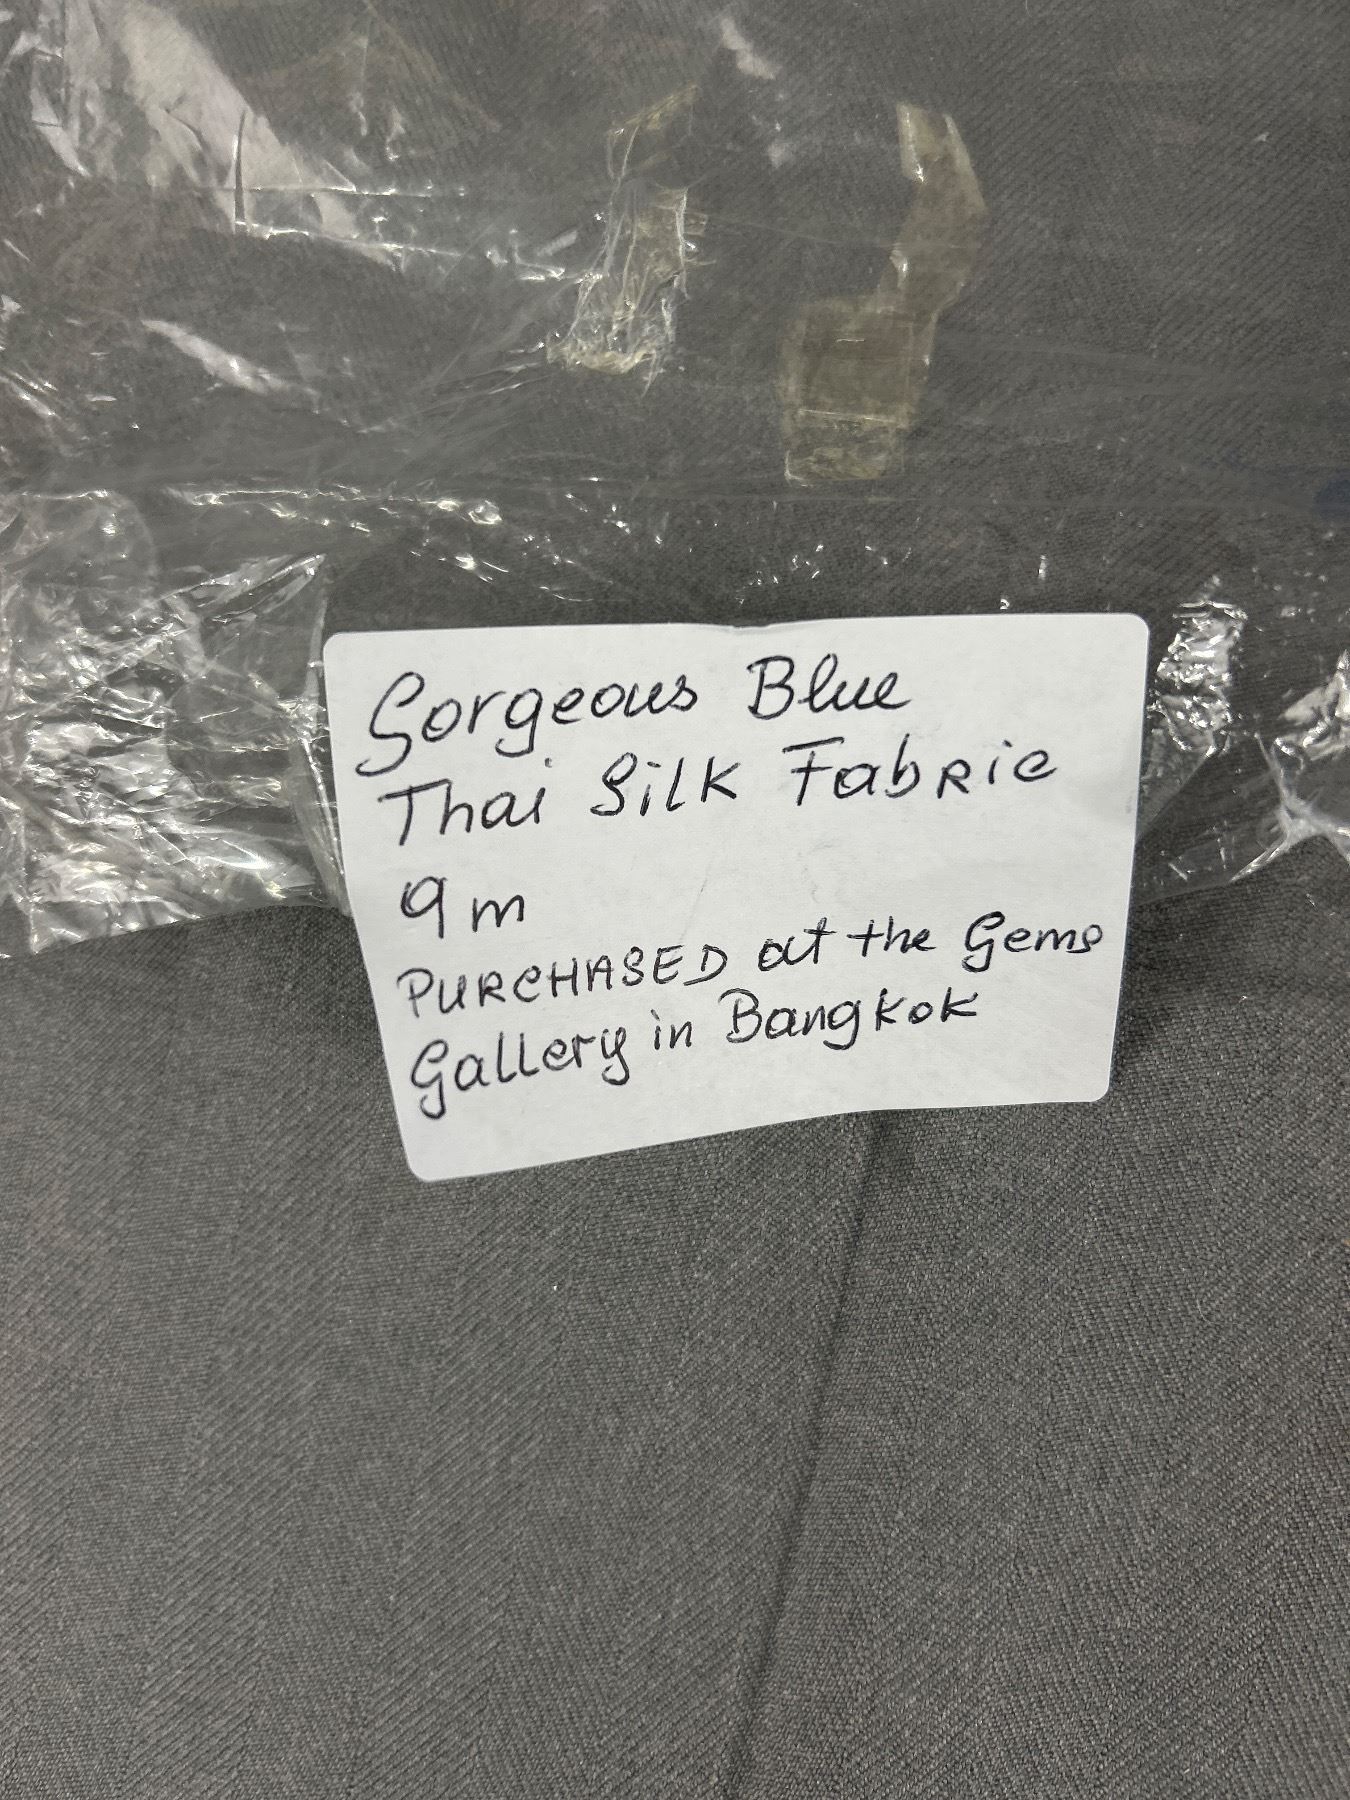 Gorgeous Blue
Thai Silk Fabric
9m
PURCHASED at the Gems
Gallery in Bangkok